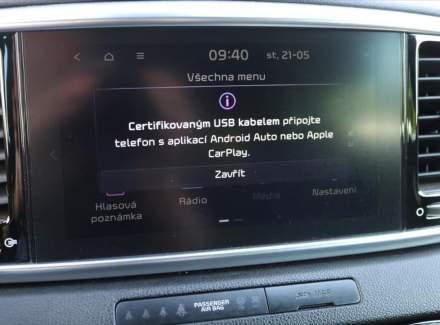 09:40 st, 21-05
Všechna menu
Certifikovaným USB kabelem připojte
telefon s aplikací Android Auto nebo Apple
CarPlay.
Zavřít
Hlasová
poznámka
Rádio
Média
Nastavení
PASSENGER
AIR BAG